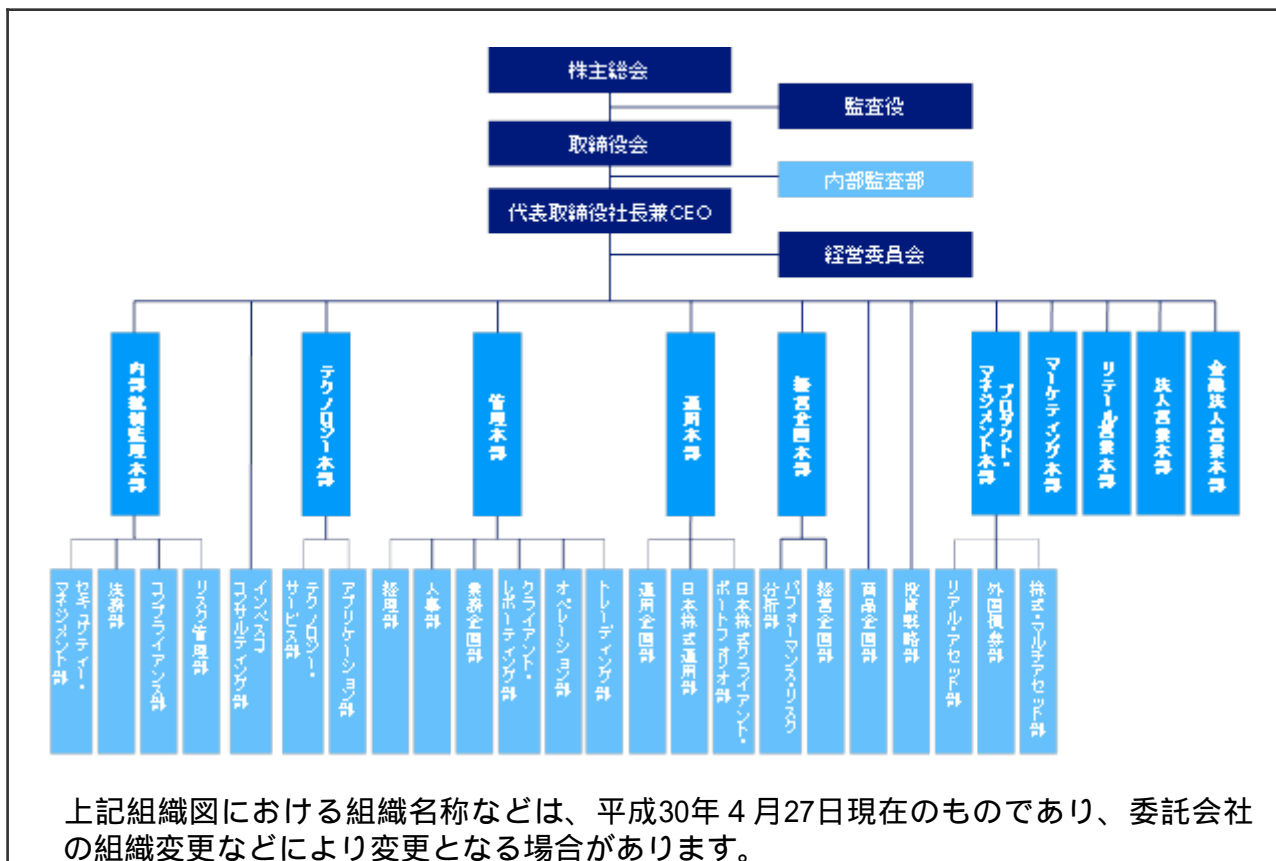 株主総会
監査役
取締役会
内部監査部
代表取締役社長兼CEO
経営委員会
内部統制監理本部
テクノロジー本部
管理本部
運用本部
経営企画本部
プロダクト・
マネジメント本部
マーケティング本部
リテール営業本部
法人営業本部
金融法人営業本部
セキュリティー・
マネジメント部
法務部
コンプライアンス部
リスク管理部
インベスコ
コンサルティング部
テクノロジー・
サービス部
アプリケーション部
経理部
人事部
業務企画部
クライアント・
レポーティング部
オペレーション部
トレーディング部
運用企画部
日本株式運用部
日本株式クライアント・
ポートフォリオ部
パフォーマンス・リスク
分析部
経営企画部
商品企画部
投資戦略部
リアル・アセット部
外国債券部
株式・マルチアセット部
上記組織図における組織名称などは、平成30年4月27日現在のものであり、委託会社
の組織変更などにより変更となる場合があります。